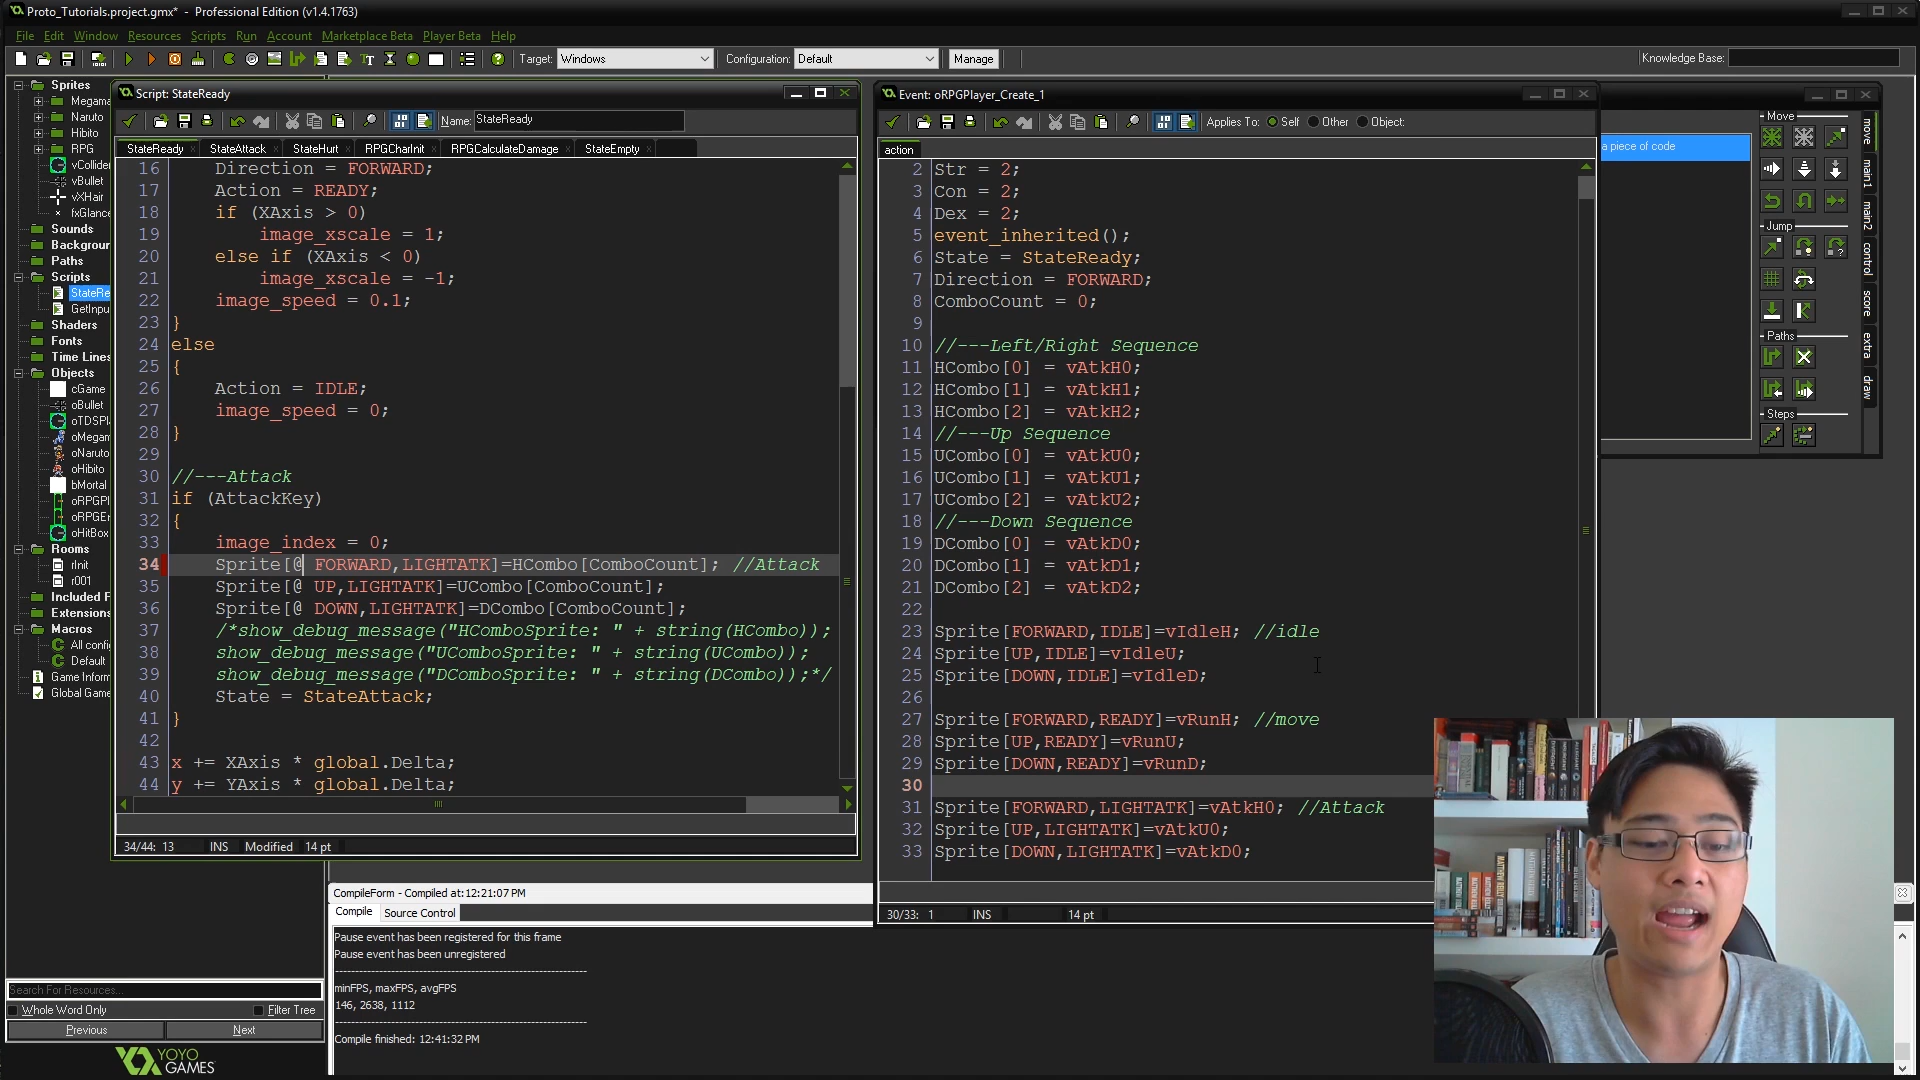 Proto_Tutorials.project.gmx* - Professional Edition (v1.4.1763)
File Edit Window Resources Scripts Run Account Marketplace Beta Player Beta Help
Target: Windows Configuration: Default Manage Knowledge Base:
Sprites
Megama
Naruto
Hibito
RPG
vCollider
vBullet
vXHair
fxGlance
Sounds
Backgroun
Paths
Scripts
StateRe
GetInpu
Shaders
Fonts
Time Lines
Objects
cGame
oBullet
oTDSPl
oMegam
oNaruto
oHibito
bMortal
oRPGPl
oRPGEr
oHitBox
Rooms
rInit
r001
Included F
Extensions
Macros
All confi
Default
Game Inform
Global Game
Search For Resources...
Whole Word Only Filter Tree
Previous Next
YOYO
GAMES
Script: StateReady
Name: StateReady
StateReady StateAttack StateHurt RPGCharInit RPGCalculateDamage StateEmpty
16 Direction = FORWARD;
17 Action = READY;
18 if (XAxis > 0)
19 image_xscale = 1;
20 else if (XAxis < 0)
21 image_xscale = -1;
22 image_speed = 0.1;
23 }
24 else
25 {
26 Action = IDLE;
27 image_speed = 0;
28 }
29
30 //---Attack
31 if (AttackKey)
32 {
33 image_index = 0;
34 Sprite[@ FORWARD,LIGHTATK]=HCombo[ComboCount]; //Attack
35 Sprite[@ UP,LIGHTATK]=UCombo[ComboCount];
36 Sprite[@ DOWN,LIGHTATK]=DCombo[ComboCount];
37 /*show_debug_message("HComboSprite: " + string(HCombo));
38 show_debug_message("UComboSprite: " + string(UCombo));
39 show_debug_message("DComboSprite: " + string(DCombo));*/
40 State = StateAttack;
41 }
42
43 x += XAxis * global.Delta;
44 y += YAxis * global.Delta;
34/44: 13 INS Modified 14 pt
Event: oRPGPlayer_Create_1
Applies To: Self Other Object:
action
2 Str = 2;
3 Con = 2;
4 Dex = 2;
5 event_inherited();
6 State = StateReady;
7 Direction = FORWARD;
8 ComboCount = 0;
9
10 //---Left/Right Sequence
11 HCombo[0] = vAtkH0;
12 HCombo[1] = vAtkH1;
13 HCombo[2] = vAtkH2;
14 //---Up Sequence
15 UCombo[0] = vAtkU0;
16 UCombo[1] = vAtkU1;
17 UCombo[2] = vAtkU2;
18 //---Down Sequence
19 DCombo[0] = vAtkD0;
20 DCombo[1] = vAtkD1;
21 DCombo[2] = vAtkD2;
22
23 Sprite[FORWARD,IDLE]=vIdleH; //idle
24 Sprite[UP,IDLE]=vIdleU;
25 Sprite[DOWN,IDLE]=vIdleD;
26
27 Sprite[FORWARD,READY]=vRunH; //move
28 Sprite[UP,READY]=vRunU;
29 Sprite[DOWN,READY]=vRunD;
30
31 Sprite[FORWARD,LIGHTATK]=vAtkH0; //Attack
32 Sprite[UP,LIGHTATK]=vAtkU0;
33 Sprite[DOWN,LIGHTATK]=vAtkD0;
30/33: 1 INS 14 pt
a piece of code
Move
Jump
Paths
Steps
move
main1
main2
control
score
extra
draw
CompileForm - Compiled at: 12:21:07 PM
Compile Source Control
Pause event has been registered for this frame
Pause event has been unregistered
minFPS, maxFPS, avgFPS
146, 2638, 1112
Compile finished: 12:41:32 PM